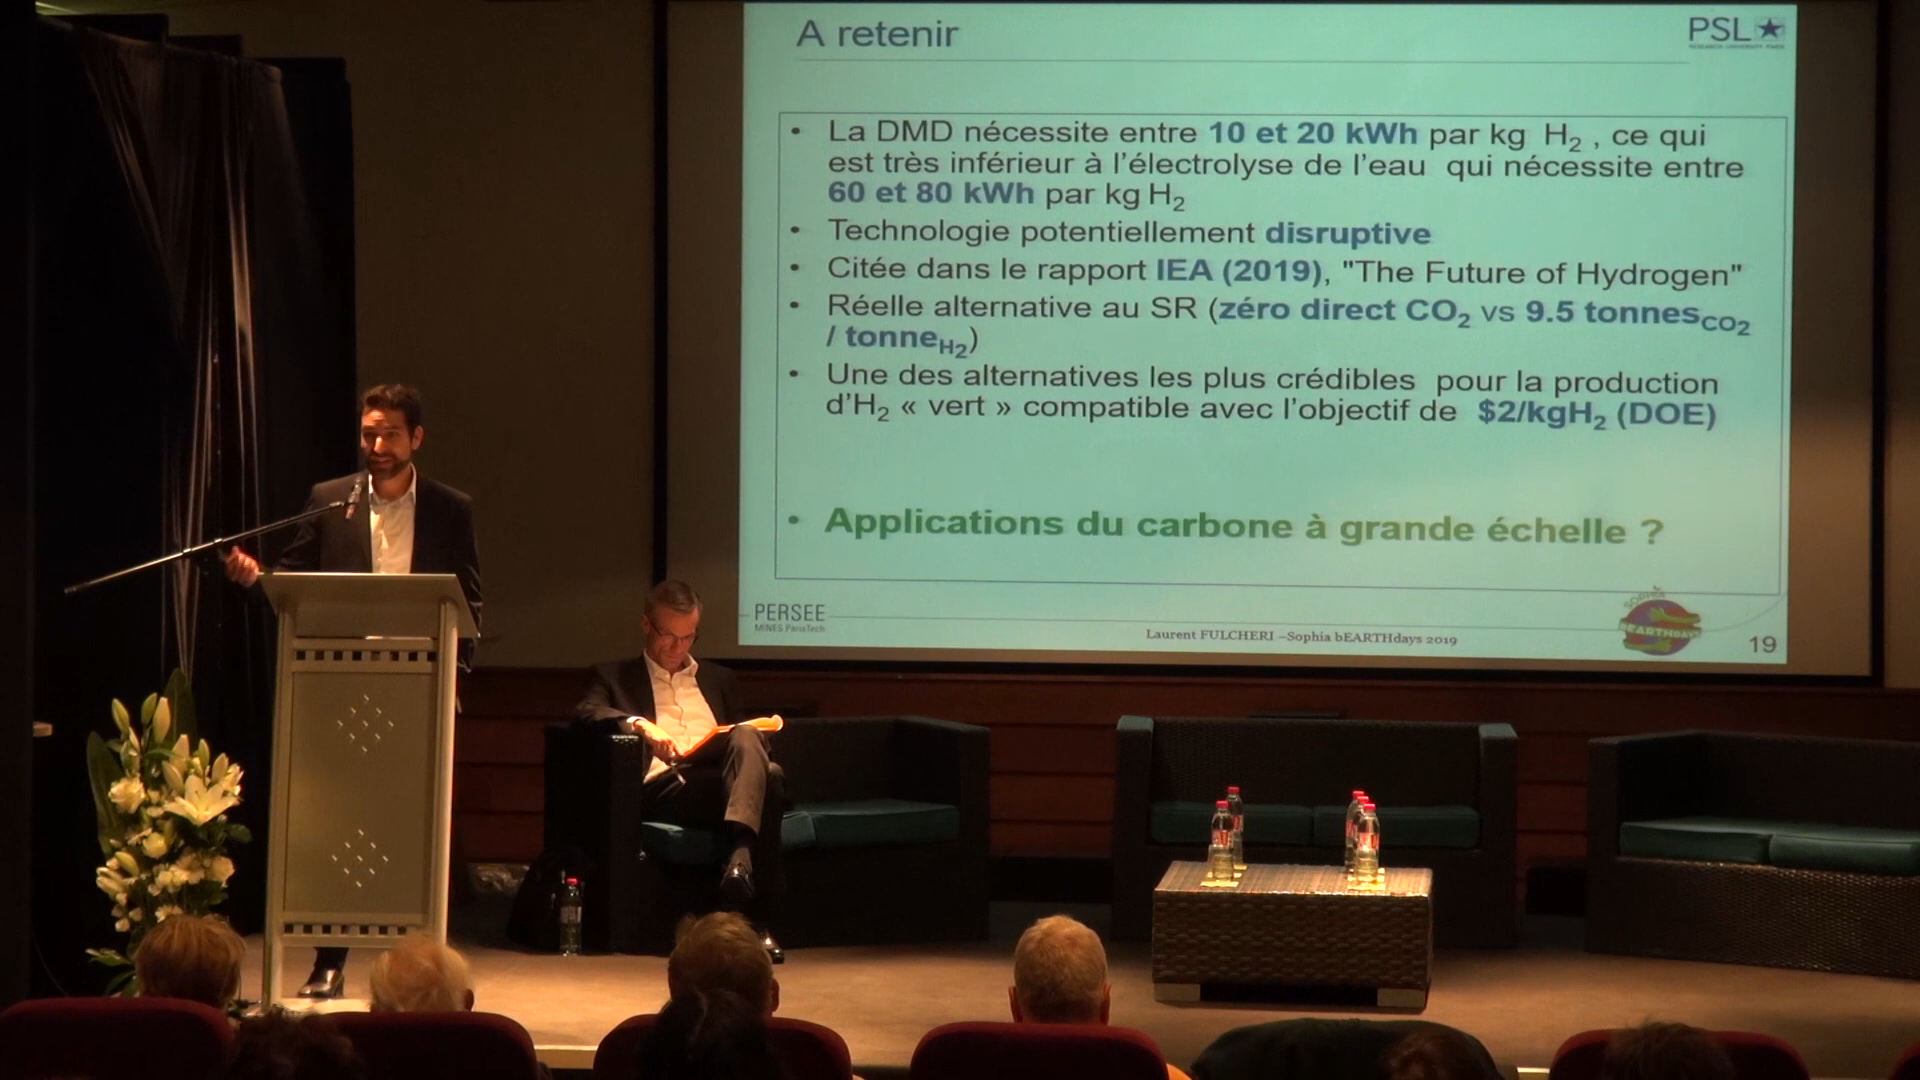 A retenir
PSL
RESEARCH UNIVERSITY PARIS
• La DMD nécessite entre 10 et 20 kWh par kg H2 , ce qui
est très inférieur à l'électrolyse de l'eau qui nécessite entre
60 et 80 kWh par kg H2
• Technologie potentiellement disruptive
• Citée dans le rapport IEA (2019), "The Future of Hydrogen"
• Réelle alternative au SR (zéro direct CO2 vs 9.5 tonnesCO2
/ tonneH2)
• Une des alternatives les plus crédibles pour la production
d'H2 « vert » compatible avec l'objectif de $2/kgH2 (DOE)
• Applications du carbone à grande échelle ?
PERSEE
MINES ParisTech
Laurent FULCHERI –Sophia bEARTHdays 2019
SOPHIA
bEARTHdays
19